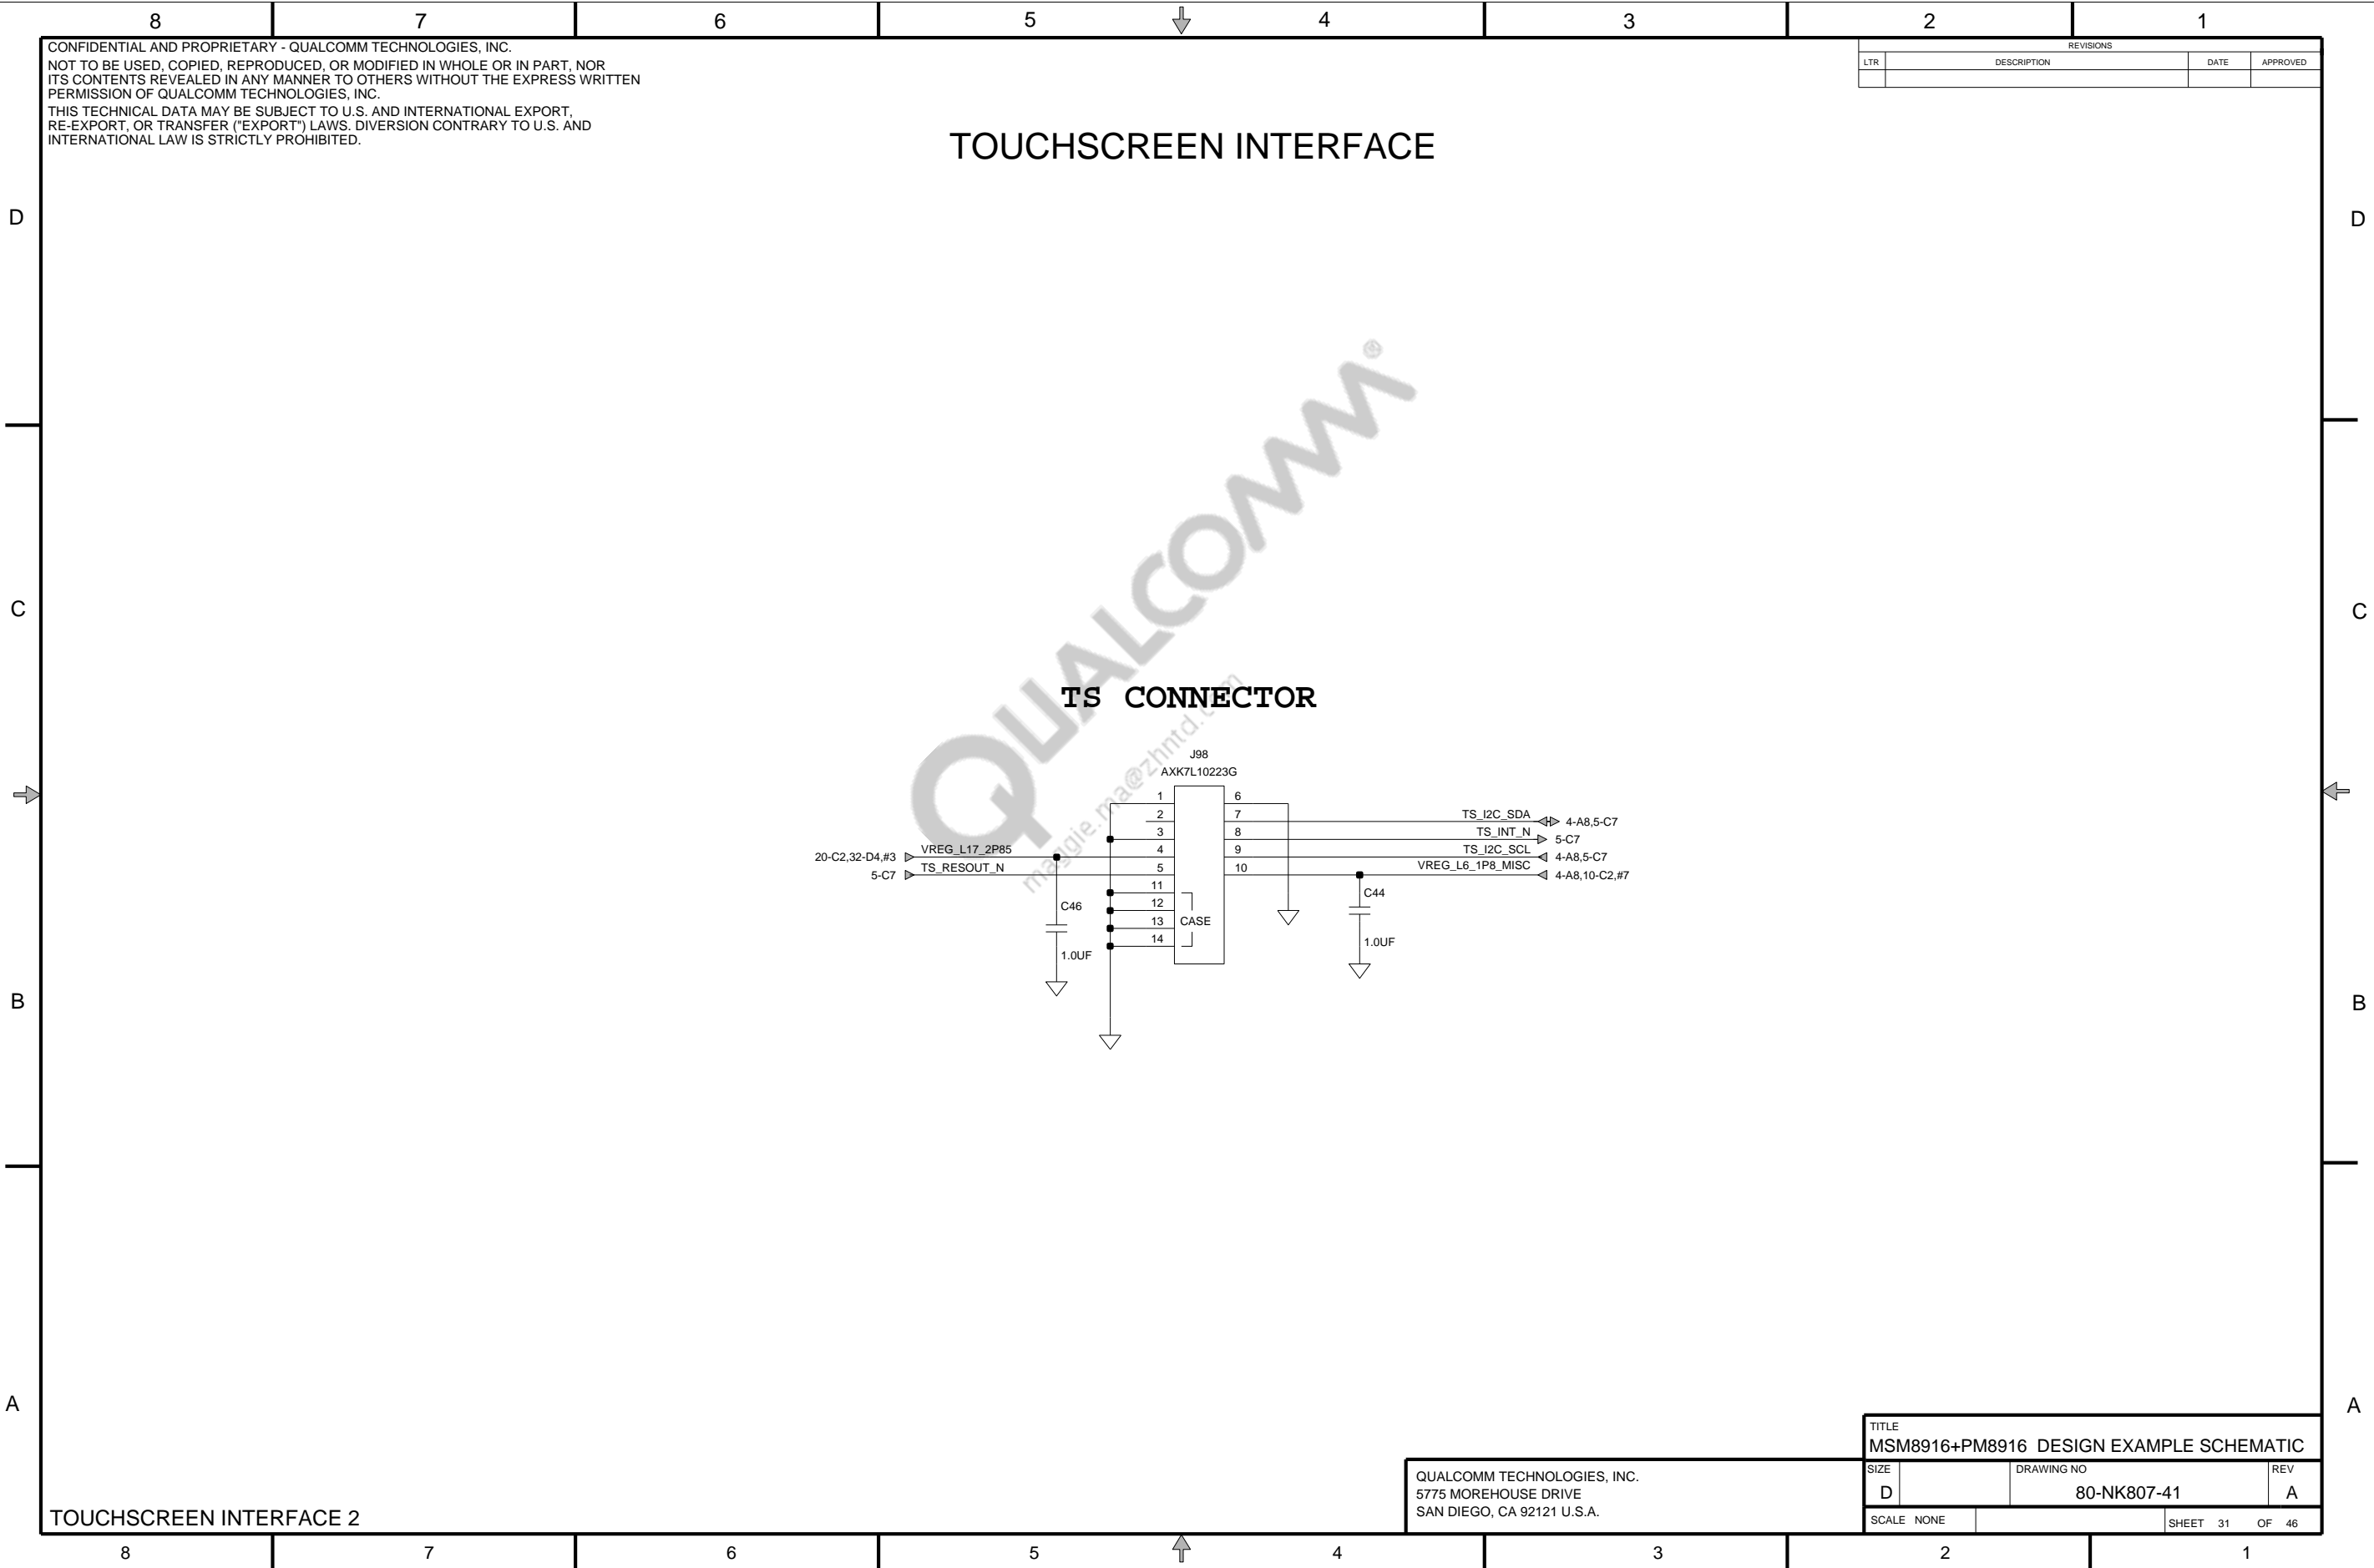 8 7 6 5 4 3 2 1
CONFIDENTIAL AND PROPRIETARY - QUALCOMM TECHNOLOGIES, INC.
NOT TO BE USED, COPIED, REPRODUCED, OR MODIFIED IN WHOLE OR IN PART, NOR
ITS CONTENTS REVEALED IN ANY MANNER TO OTHERS WITHOUT THE EXPRESS WRITTEN
PERMISSION OF QUALCOMM TECHNOLOGIES, INC.
THIS TECHNICAL DATA MAY BE SUBJECT TO U.S. AND INTERNATIONAL EXPORT,
RE-EXPORT, OR TRANSFER ("EXPORT") LAWS. DIVERSION CONTRARY TO U.S. AND
INTERNATIONAL LAW IS STRICTLY PROHIBITED.
REVISIONS
LTR DESCRIPTION DATE APPROVED
TOUCHSCREEN INTERFACE
D D
QUALCOMM®
maggie.ma@zhntd.com
C C
TS CONNECTOR
J98
AXK7L10223G
1 6
2 7 TS_I2C_SDA 4-A8,5-C7
3 8 TS_INT_N 5-C7
20-C2,32-D4,#3 VREG_L17_2P85 4 9 TS_I2C_SCL 4-A8,5-C7
5-C7 TS_RESOUT_N 5 10 VREG_L6_1P8_MISC 4-A8,10-C2,#7
11 C44
C46 12
13 CASE
14 1.0UF
1.0UF
B B
A A
TITLE
MSM8916+PM8916 DESIGN EXAMPLE SCHEMATIC
QUALCOMM TECHNOLOGIES, INC.
5775 MOREHOUSE DRIVE
SAN DIEGO, CA 92121 U.S.A.
SIZE DRAWING NO REV
D 80-NK807-41 A
SCALE NONE SHEET 31 OF 46
TOUCHSCREEN INTERFACE 2
8 7 6 5 4 3 2 1